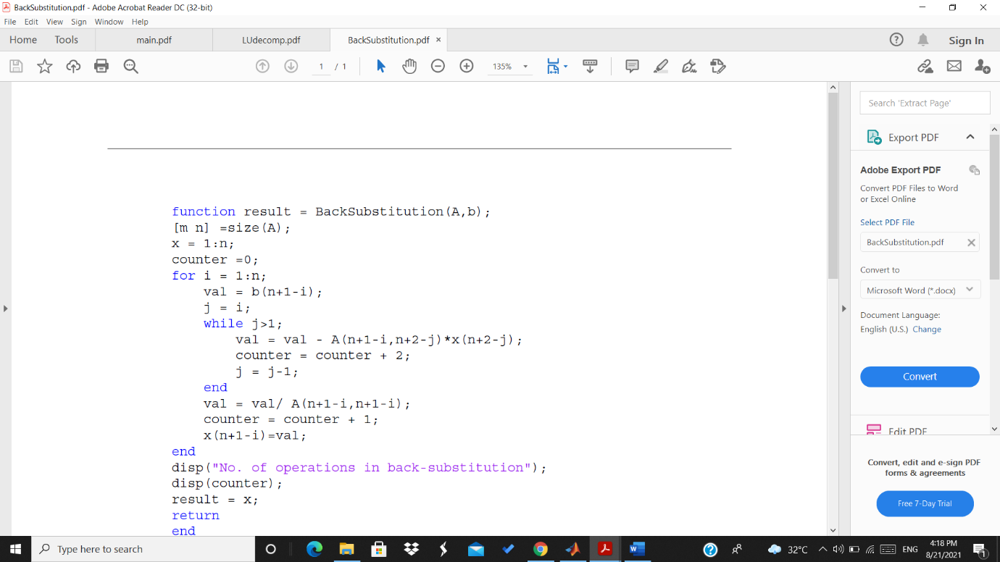 BackSubstitution.pdf - Adobe Acrobat Reader DC (32-bit)
File Edit View Sign Window Help
Home Tools main.pdf LUdecomp.pdf BackSubstitution.pdf × Sign In
1 / 1 135%
function result = BackSubstitution(A,b);
[m n] =size(A);
x = 1:n;
counter =0;
for i = 1:n;
    val = b(n+1-i);
    j = i;
    while j>1;
        val = val - A(n+1-i,n+2-j)*x(n+2-j);
        counter = counter + 2;
        j = j-1;
    end
    val = val/ A(n+1-i,n+1-i);
    counter = counter + 1;
    x(n+1-i)=val;
end
disp("No. of operations in back-substitution");
disp(counter);
result = x;
return
end
Search 'Extract Page'
Export PDF
Adobe Export PDF
Convert PDF Files to Word
or Excel Online
Select PDF File
BackSubstitution.pdf
Convert to
Microsoft Word (*.docx)
Document Language:
English (U.S.) Change
Convert
Edit PDF
Convert, edit and e-sign PDF
forms & agreements
Free 7-Day Trial
Type here to search
32°C ENG 4:18 PM
8/21/2021
1